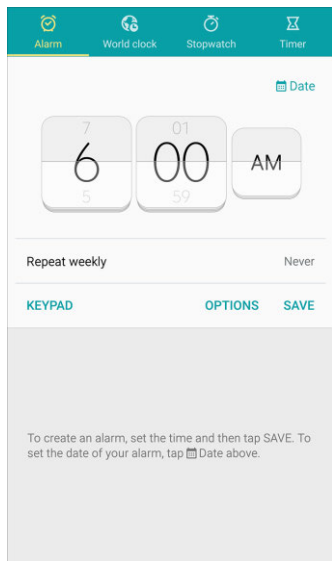 Alarm World clock Stopwatch Timer
Date
7 01
6 00 AM
5 59
Repeat weekly Never
KEYPAD OPTIONS SAVE
To create an alarm, set the time and then tap SAVE. To
set the date of your alarm, tap Date above.